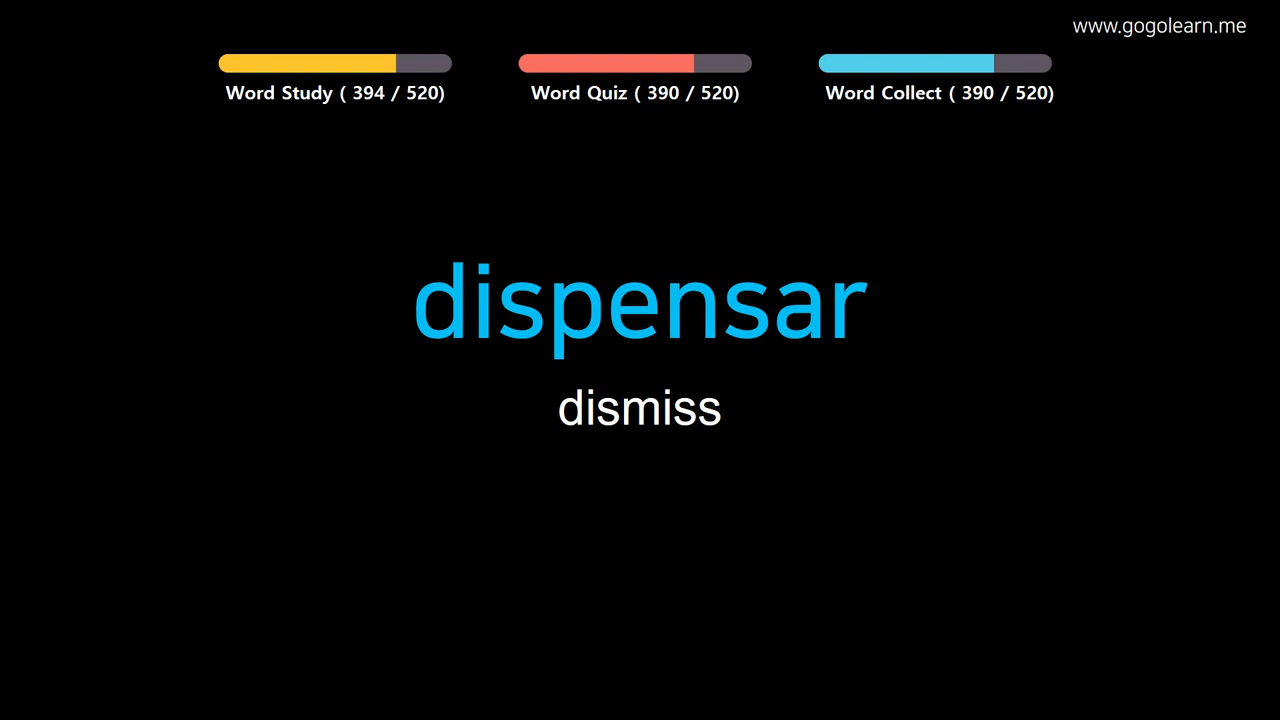 www.gogolearn.me
Word Study ( 394 / 520)
Word Quiz ( 390 / 520)
Word Collect ( 390 / 520)
dispensar
dismiss